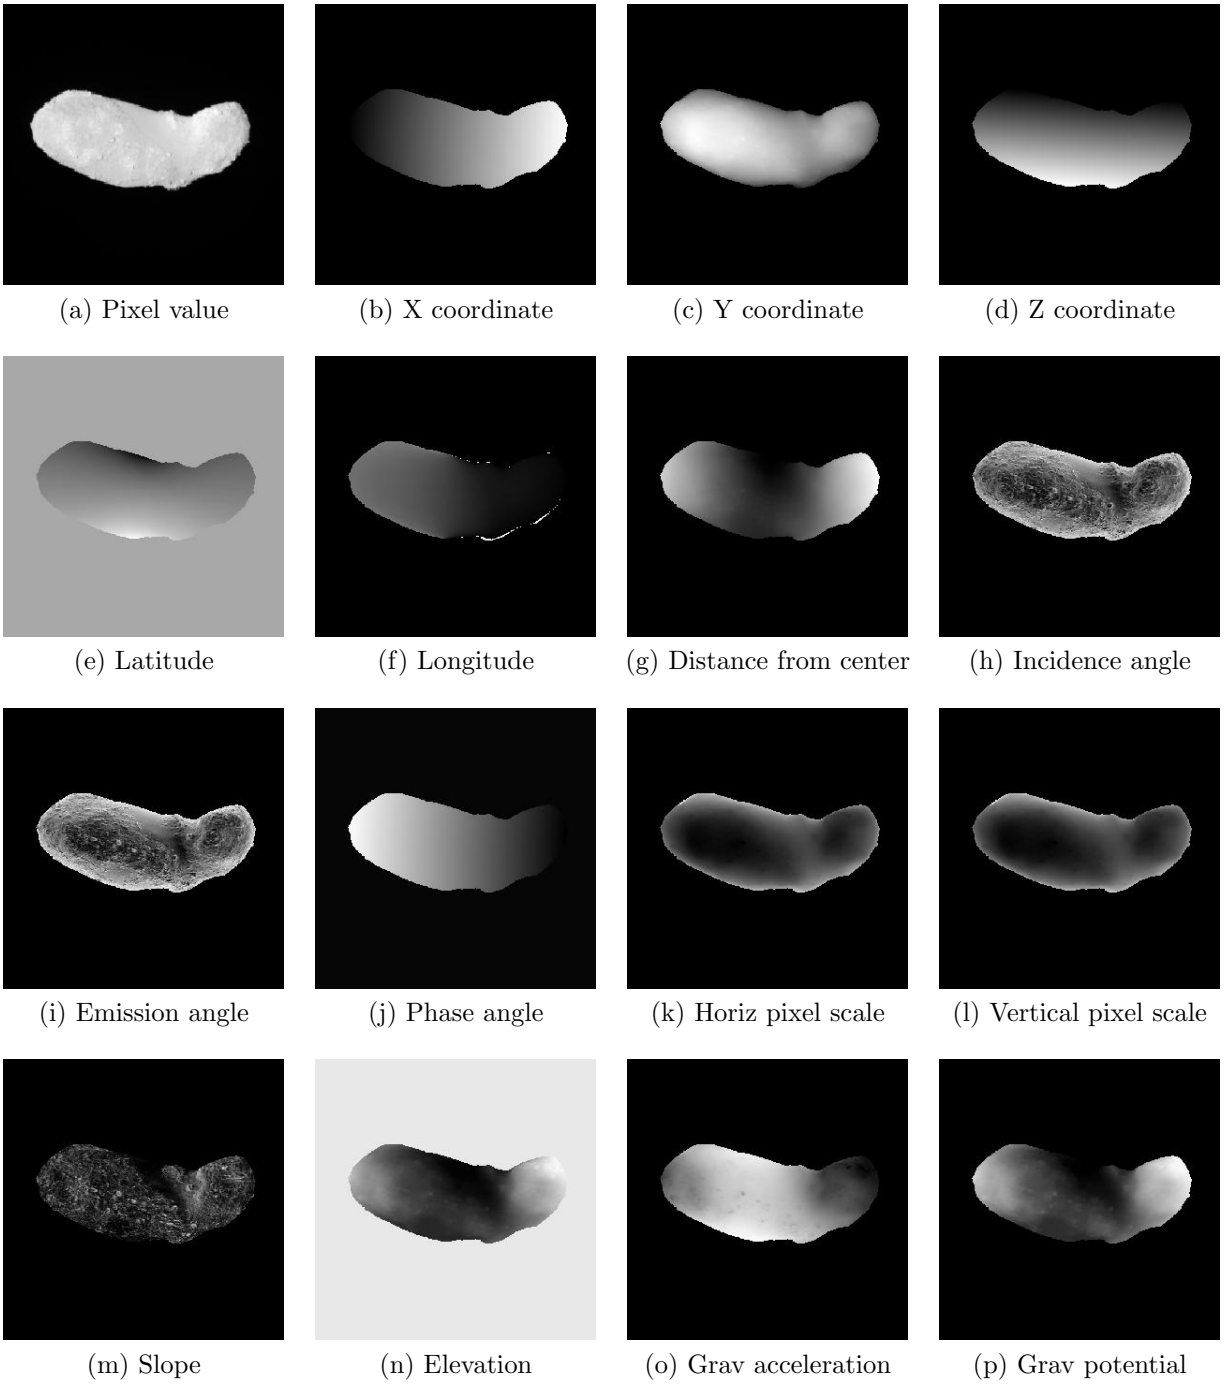 (a) Pixel value
(b) X coordinate
(c) Y coordinate
(d) Z coordinate
(e) Latitude
(f) Longitude
(g) Distance from center
(h) Incidence angle
(i) Emission angle
(j) Phase angle
(k) Horiz pixel scale
(l) Vertical pixel scale
(m) Slope
(n) Elevation
(o) Grav acceleration
(p) Grav potential